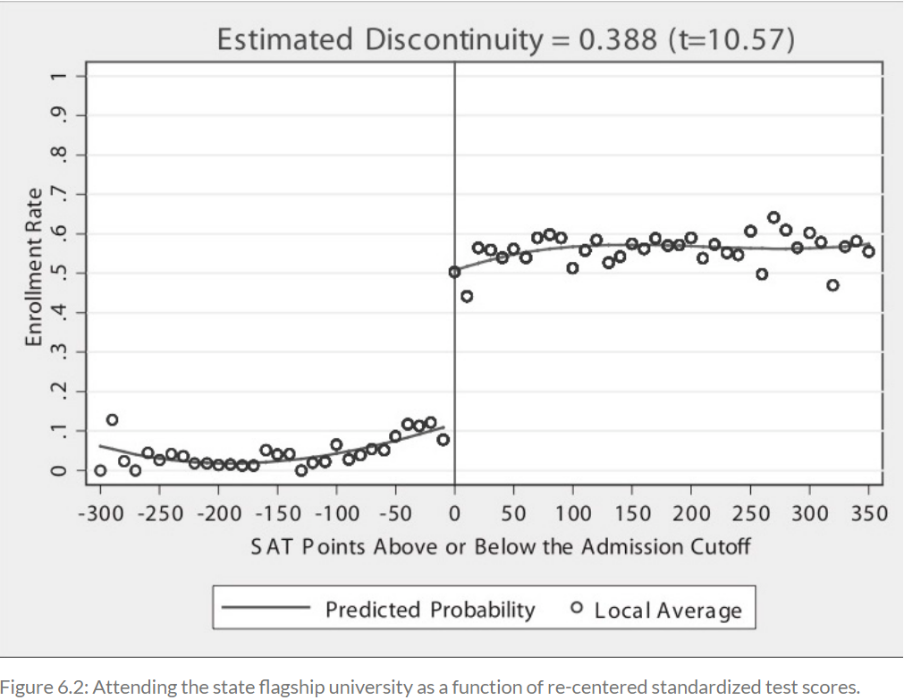 Estimated Discontinuity = 0.388 (t=10.57)
Enrollment Rate
1
.9
.8
.7
.6
.5
.4
.3
.2
.1
0
-300 -250 -200 -150 -100 -50 0 50 100 150 200 250 300 350
SAT Points Above or Below the Admission Cutoff
Predicted Probability Local Average
Figure 6.2: Attending the state flagship university as a function of re-centered standardized test scores.